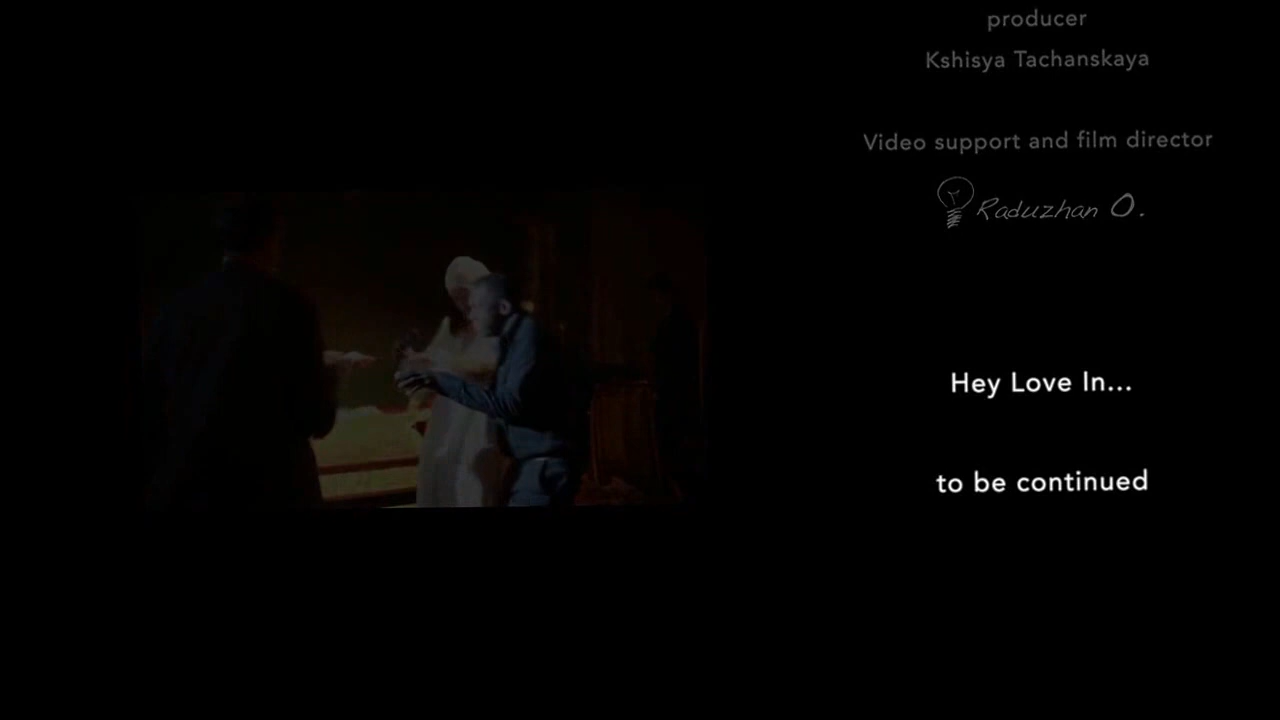 producer
Kshisya Tachanskaya
Video support and film director
Raduzhan O.
Hey Love In...
to be continued